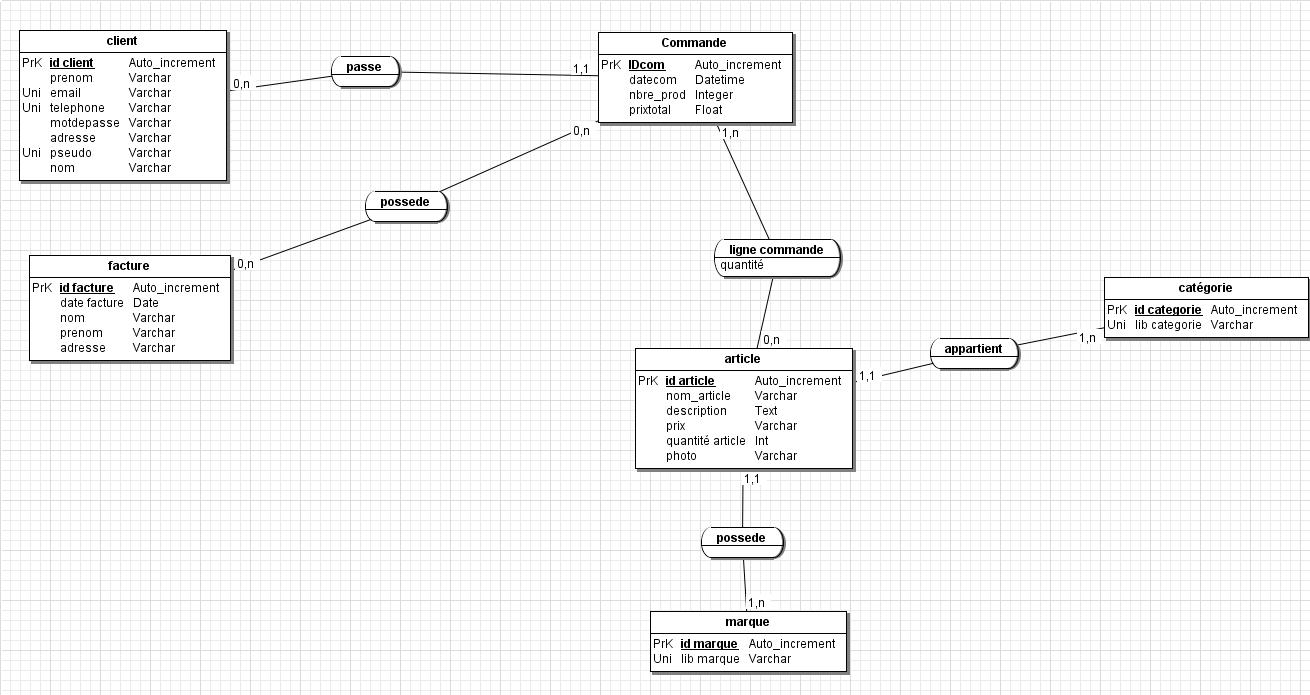 client
PrK id client Auto_increment
prenom Varchar
Uni email Varchar
Uni telephone Varchar
motdepasse Varchar
adresse Varchar
Uni pseudo Varchar
nom Varchar
0,n
passe
1,1
Commande
PrK IDcom Auto_increment
datecom Datetime
nbre_prod Integer
prixtotal Float
0,n
1,n
possede
0,n
facture
PrK id facture Auto_increment
date facture Date
nom Varchar
prenom Varchar
adresse Varchar
ligne commande
quantité
0,n
article
PrK id article Auto_increment
nom_article Varchar
description Text
prix Varchar
quantité article Int
photo Varchar
1,1
appartient
1,n
catégorie
PrK id categorie Auto_increment
Uni lib categorie Varchar
1,1
possede
1,n
marque
PrK id marque Auto_increment
Uni lib marque Varchar